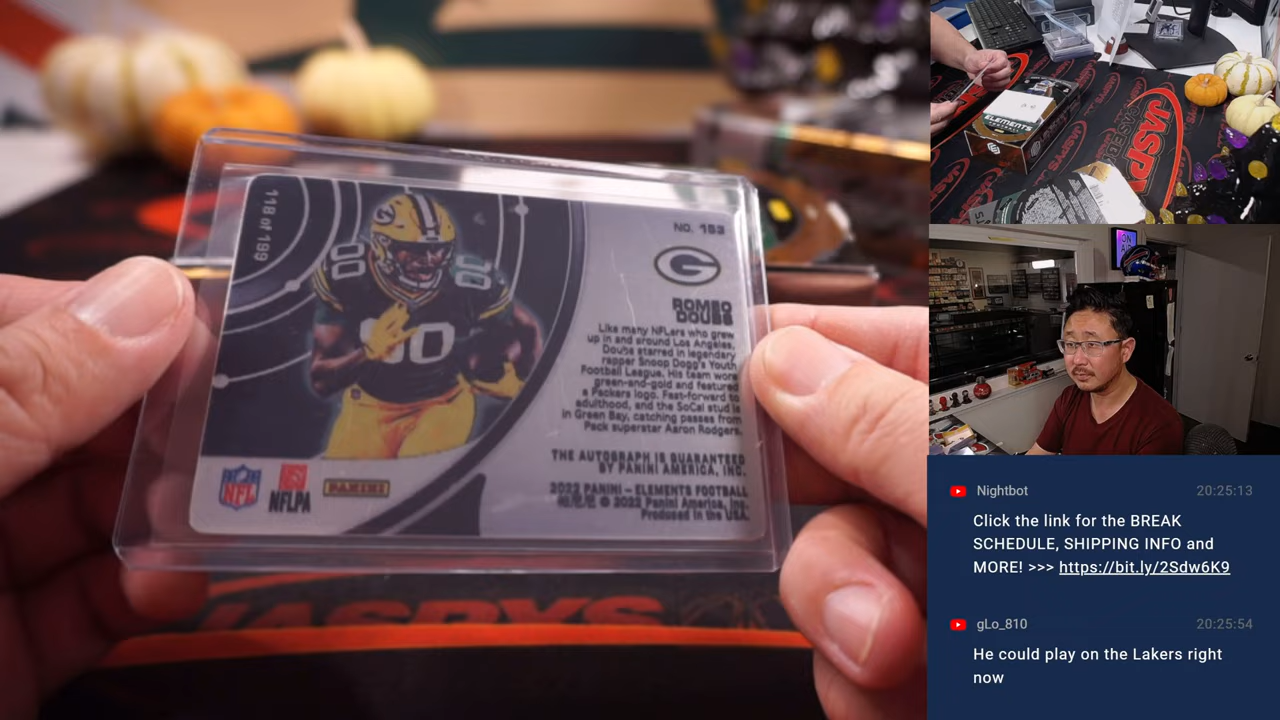 118 of 199
NO. 153
G
ROMEO
DOUBS
Like many NFLers who grew
up in and around Los Angeles,
Doubs starred in legendary
rapper Snoop Dogg's Youth
Football League. His team wore
green-and-gold and featured
a Packers logo. Fast-forward to
adulthood, and the SoCal stud is
in Green Bay, catching passes from
Pack superstar Aaron Rodgers.
THE AUTOGRAPH IS GUARANTEED
BY PANINI AMERICA, INC.
2022 PANINI – ELEMENTS FOOTBALL
© 2022 Panini America, Inc.
Produced in the USA.
NFL
NFLPA
PANINI
80
JASPYS
ELEMENTS
JASPY
ON
AIR
Nightbot 20:25:13
Click the link for the BREAK
SCHEDULE, SHIPPING INFO and
MORE! >>> https://bit.ly/2Sdw6K9
gLo_810 20:25:54
He could play on the Lakers right
now